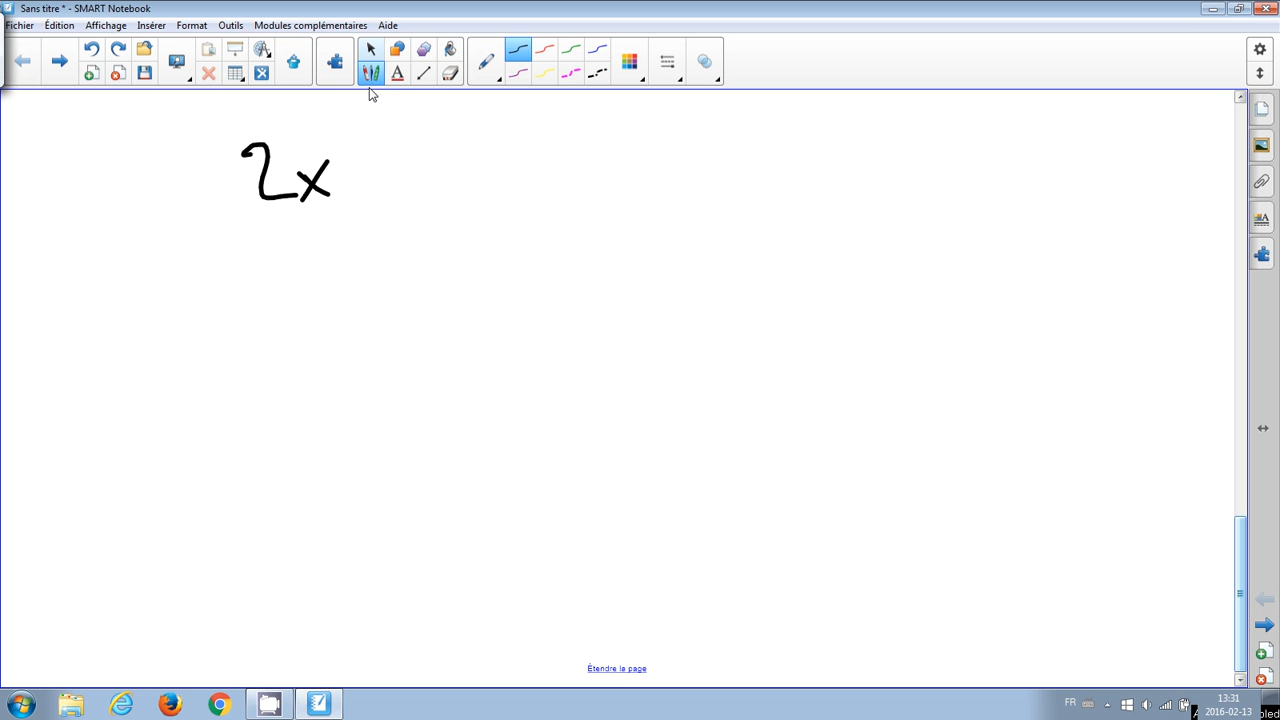 Sans titre * - SMART Notebook
Fichier Édition Affichage Insérer Format Outils Modules complémentaires Aide
2x
Étendre la page
FR
13:31
2016-02-13